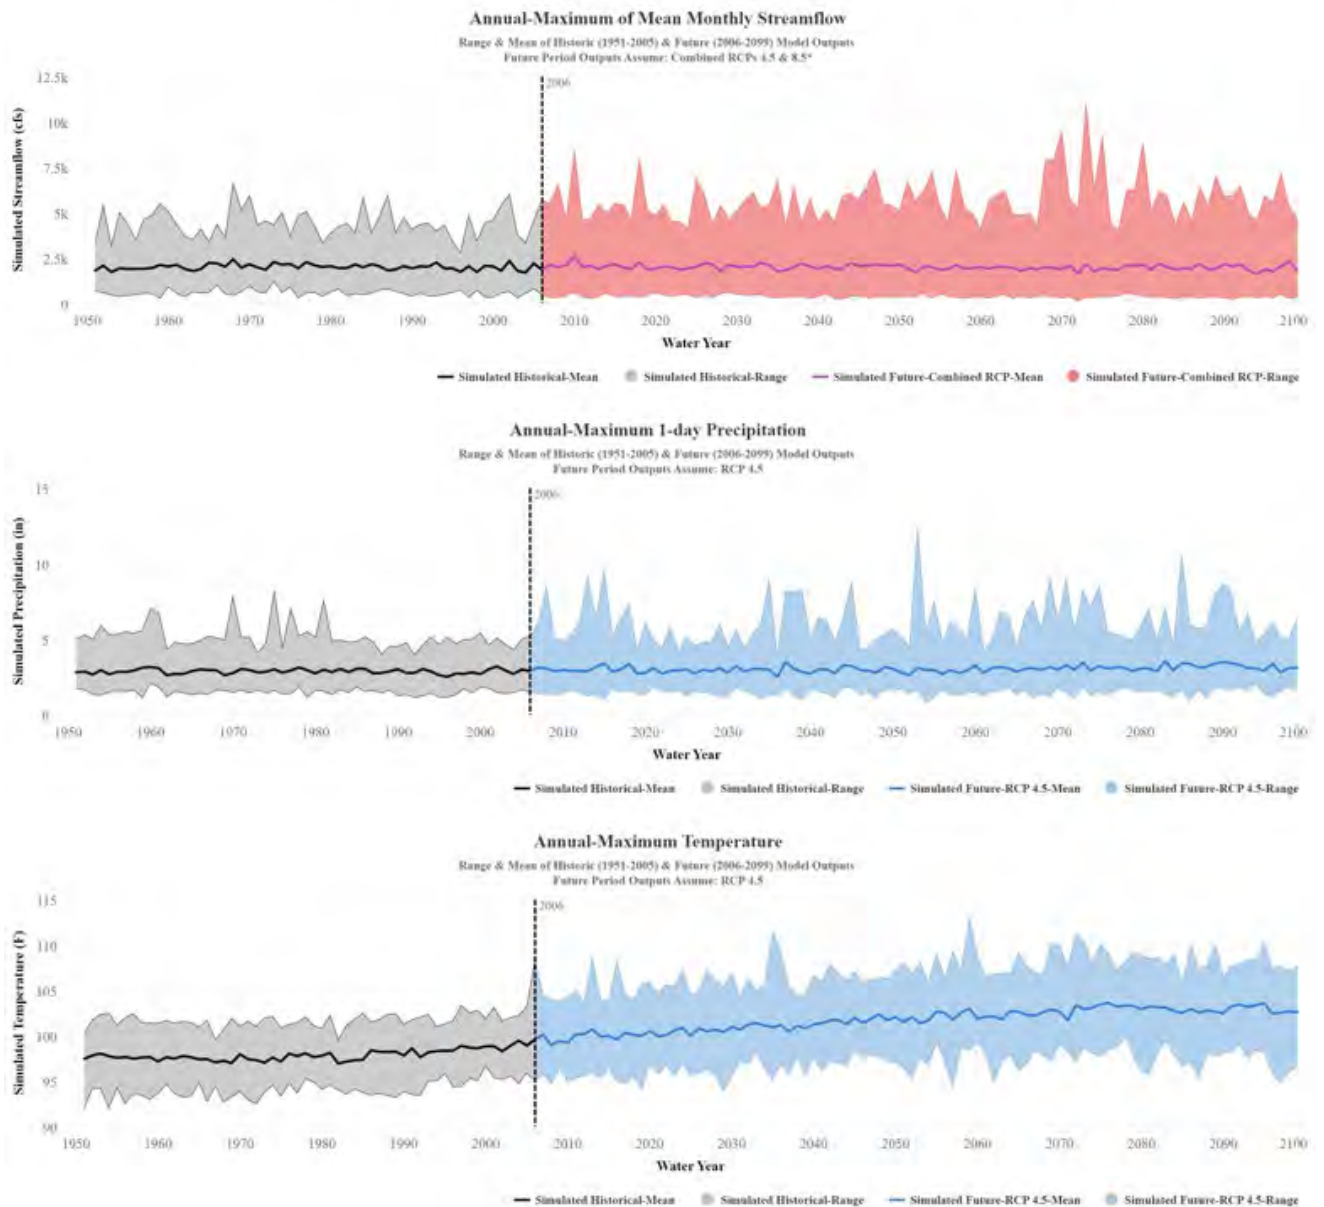 Annual-Maximum of Mean Monthly Streamflow
Range & Mean of Historic (1951-2005) & Future (2006-2099) Model Outputs
Future Period Outputs Assume: Combined RCPs 4.5 & 8.5*
Simulated Streamflow (cfs)
12.5k
10k
7.5k
5k
2.5k
0
2006
1950 1960 1970 1980 1990 2000 2010 2020 2030 2040 2050 2060 2070 2080 2090 2100
Water Year
Simulated Historical-Mean Simulated Historical-Range Simulated Future-Combined RCP-Mean Simulated Future-Combined RCP-Range
Annual-Maximum 1-day Precipitation
Range & Mean of Historic (1951-2005) & Future (2006-2099) Model Outputs
Future Period Outputs Assume: RCP 4.5
Simulated Precipitation (in)
15
10
5
0
2006
1950 1960 1970 1980 1990 2000 2010 2020 2030 2040 2050 2060 2070 2080 2090 2100
Water Year
Simulated Historical-Mean Simulated Historical-Range Simulated Future-RCP 4.5-Mean Simulated Future-RCP 4.5-Range
Annual-Maximum Temperature
Range & Mean of Historic (1951-2005) & Future (2006-2099) Model Outputs
Future Period Outputs Assume: RCP 4.5
Simulated Temperature (F)
115
110
105
100
95
90
2006
1950 1960 1970 1980 1990 2000 2010 2020 2030 2040 2050 2060 2070 2080 2090 2100
Water Year
Simulated Historical-Mean Simulated Historical-Range Simulated Future-RCP 4.5-Mean Simulated Future-RCP 4.5-Range